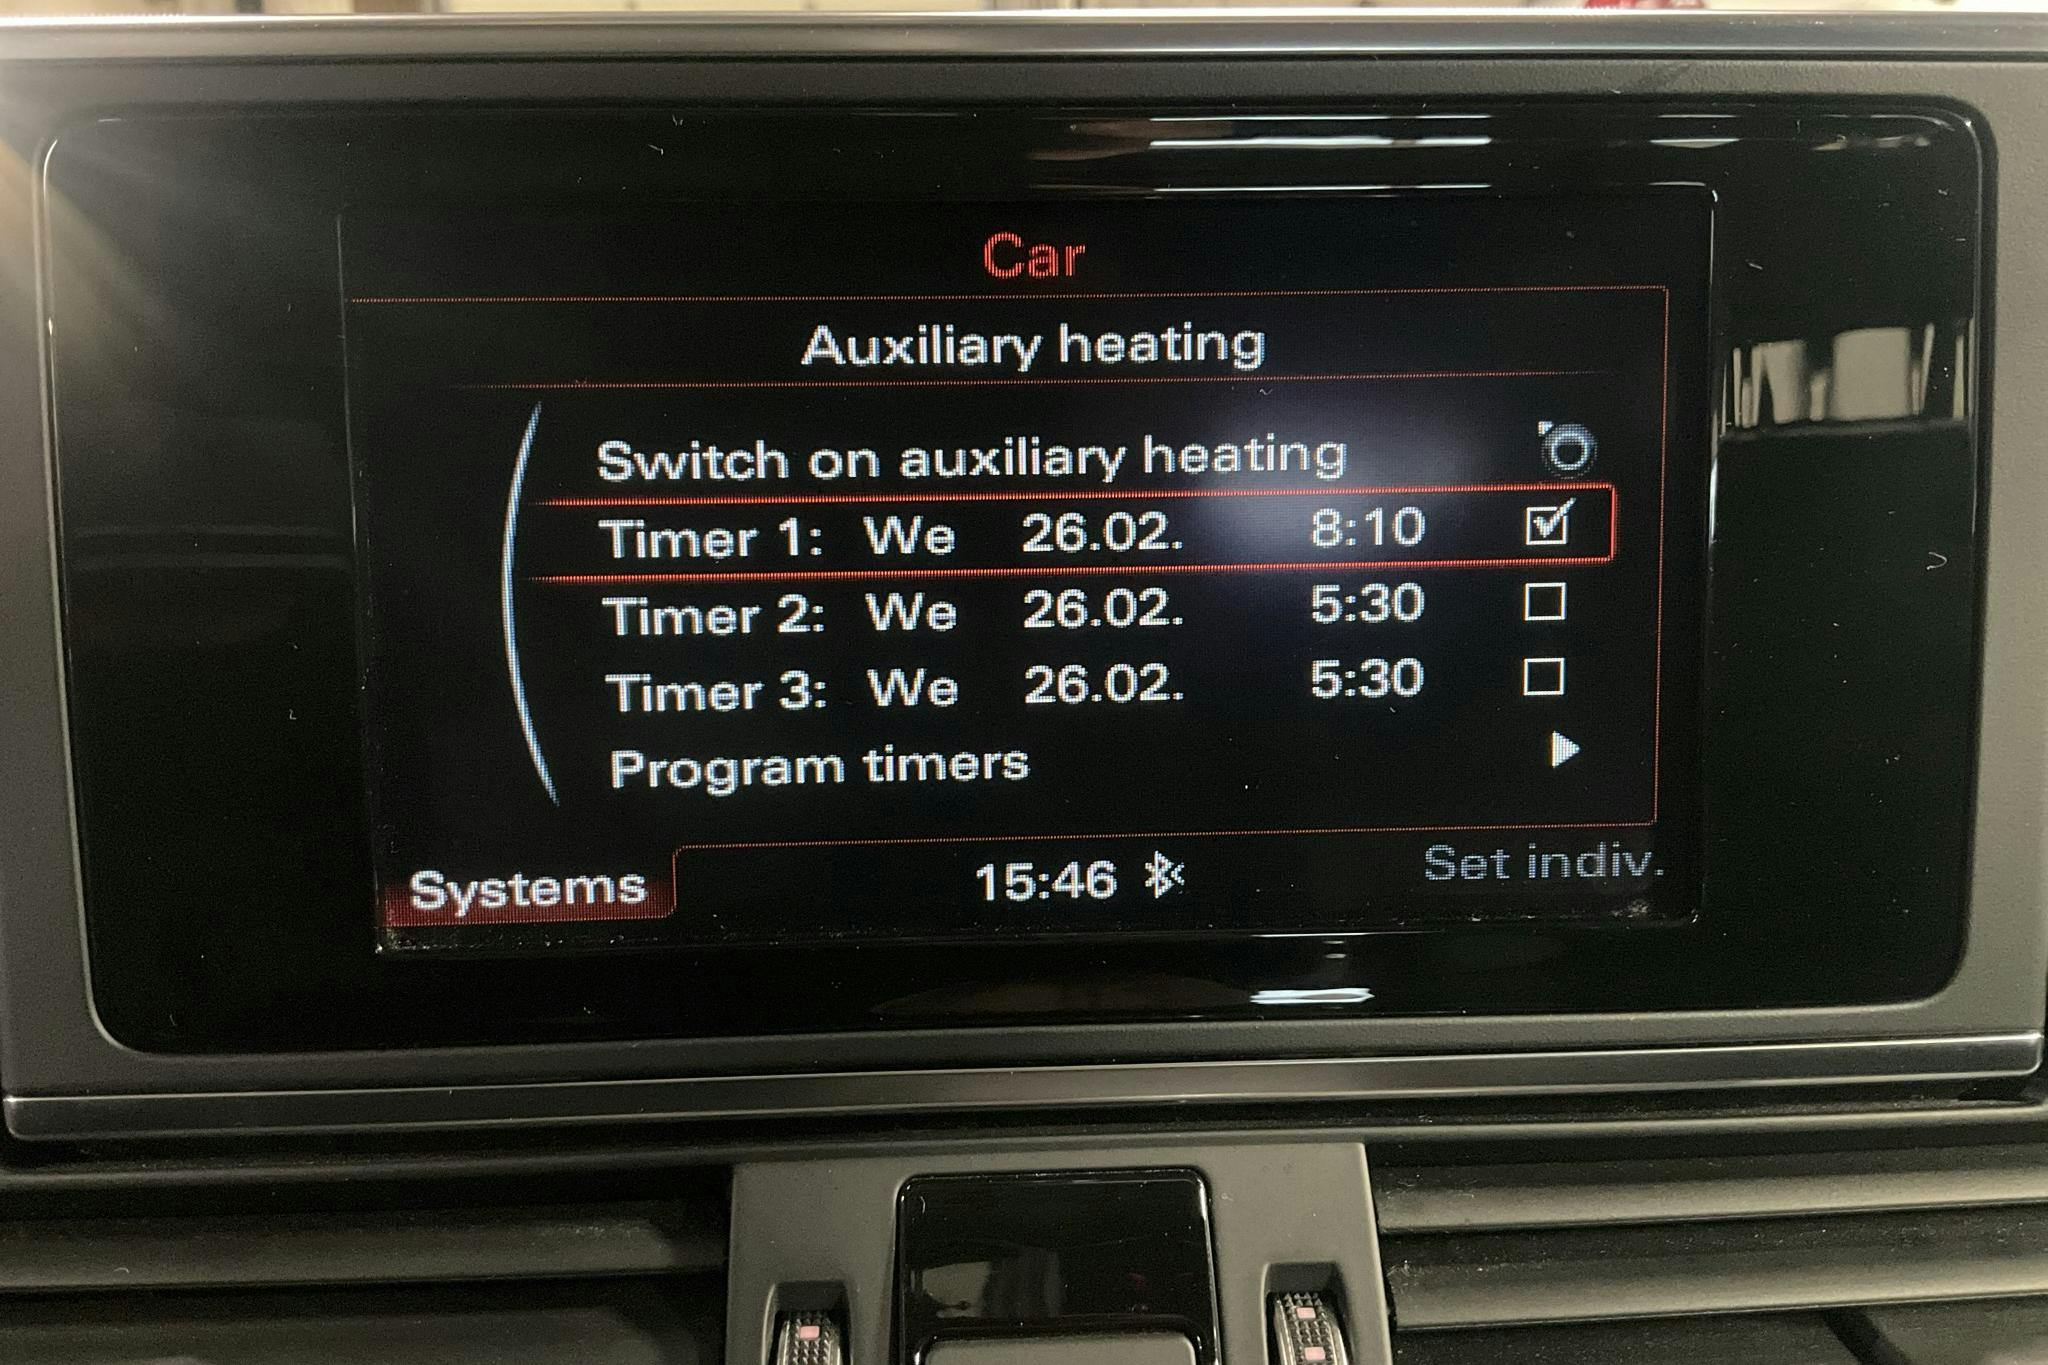 Car
Auxiliary heating
Switch on auxiliary heating
Timer 1: We 26.02. 8:10
Timer 2: We 26.02. 5:30
Timer 3: We 26.02. 5:30
Program timers
Systems 15:46 Set indiv.